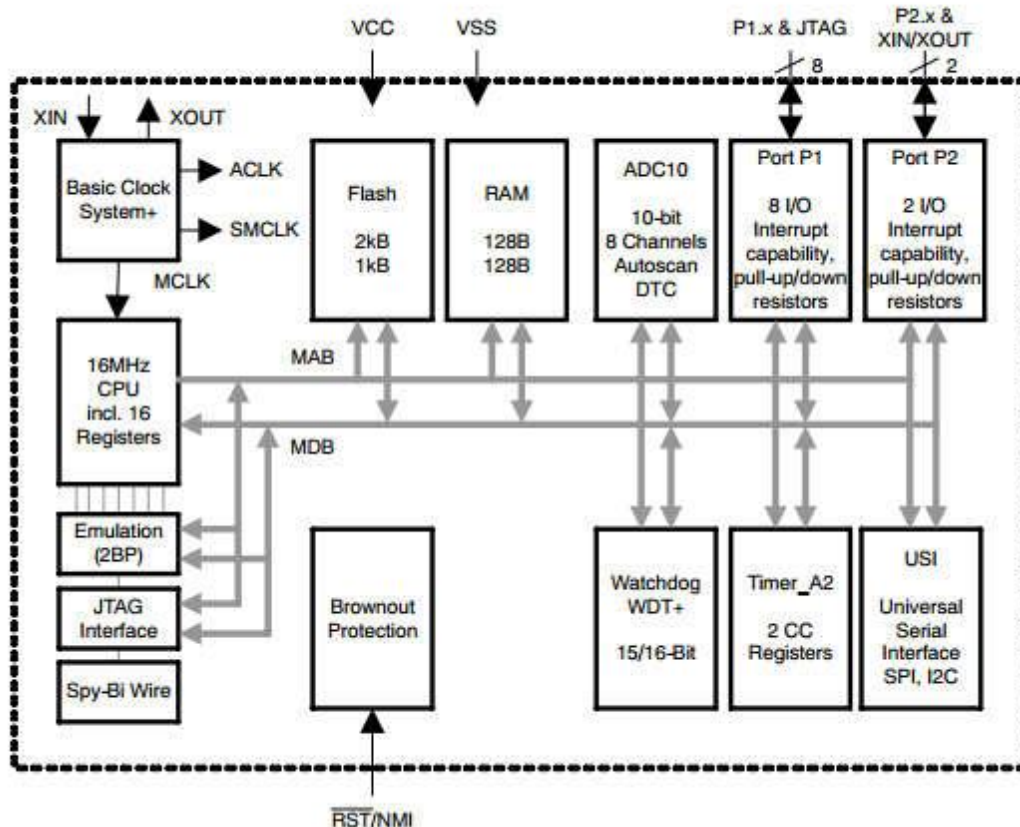 VCC
VSS
P1.x & JTAG
P2.x &
XIN/XOUT
8
2
XIN
XOUT
Basic Clock
System+
ACLK
SMCLK
MCLK
Flash
2kB
1kB
RAM
128B
128B
ADC10
10-bit
8 Channels
Autoscan
DTC
Port P1
8 I/O
Interrupt
capability,
pull-up/down
resistors
Port P2
2 I/O
Interrupt
capability,
pull-up/down
resistors
16MHz
CPU
incl. 16
Registers
MAB
MDB
Emulation
(2BP)
JTAG
Interface
Spy-Bi Wire
Brownout
Protection
Watchdog
WDT+
15/16-Bit
Timer_A2
2 CC
Registers
USI
Universal
Serial
Interface
SPI, I2C
RST/NMI